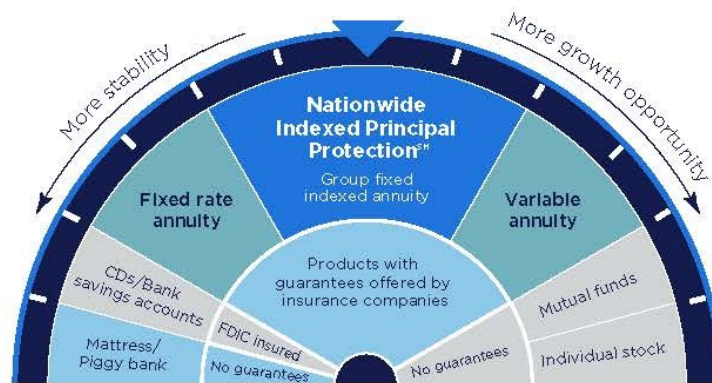 More stability
More growth opportunity
Nationwide
Indexed Principal
Protection℠
Group fixed
indexed annuity
Fixed rate
annuity
Variable
annuity
Products with
guarantees offered by
insurance companies
CDs/Bank
savings accounts
FDIC insured
Mattress/
Piggy bank
No guarantees
No guarantees
Mutual funds
Individual stock